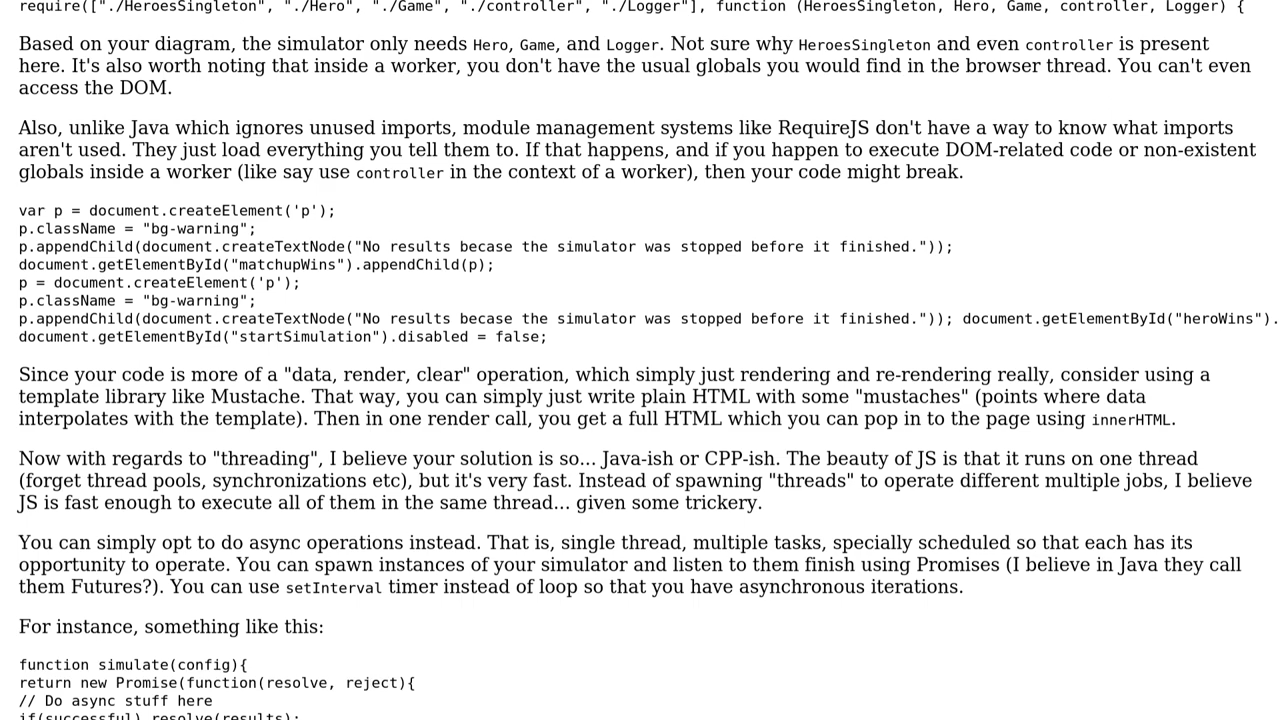 require(["./HeroesSingleton", "./Hero", "./Game", "./controller", "./Logger"], function (HeroesSingleton, Hero, Game, controller, Logger) {
Based on your diagram, the simulator only needs Hero, Game, and Logger. Not sure why HeroesSingleton and even controller is present
here. It's also worth noting that inside a worker, you don't have the usual globals you would find in the browser thread. You can't even
access the DOM.
Also, unlike Java which ignores unused imports, module management systems like RequireJS don't have a way to know what imports
aren't used. They just load everything you tell them to. If that happens, and if you happen to execute DOM-related code or non-existent
globals inside a worker (like say use controller in the context of a worker), then your code might break.
var p = document.createElement('p');
p.className = "bg-warning";
p.appendChild(document.createTextNode("No results becase the simulator was stopped before it finished."));
document.getElementById("matchupWins").appendChild(p);
p = document.createElement('p');
p.className = "bg-warning";
p.appendChild(document.createTextNode("No results becase the simulator was stopped before it finished.")); document.getElementById("heroWins").
document.getElementById("startSimulation").disabled = false;
Since your code is more of a "data, render, clear" operation, which simply just rendering and re-rendering really, consider using a
template library like Mustache. That way, you can simply just write plain HTML with some "mustaches" (points where data
interpolates with the template). Then in one render call, you get a full HTML which you can pop in to the page using innerHTML.
Now with regards to "threading", I believe your solution is so... Java-ish or CPP-ish. The beauty of JS is that it runs on one thread
(forget thread pools, synchronizations etc), but it's very fast. Instead of spawning "threads" to operate different multiple jobs, I believe
JS is fast enough to execute all of them in the same thread... given some trickery.
You can simply opt to do async operations instead. That is, single thread, multiple tasks, specially scheduled so that each has its
opportunity to operate. You can spawn instances of your simulator and listen to them finish using Promises (I believe in Java they call
them Futures?). You can use setInterval timer instead of loop so that you have asynchronous iterations.
For instance, something like this:
function simulate(config){
return new Promise(function(resolve, reject){
// Do async stuff here
if(successful) resolve(results);